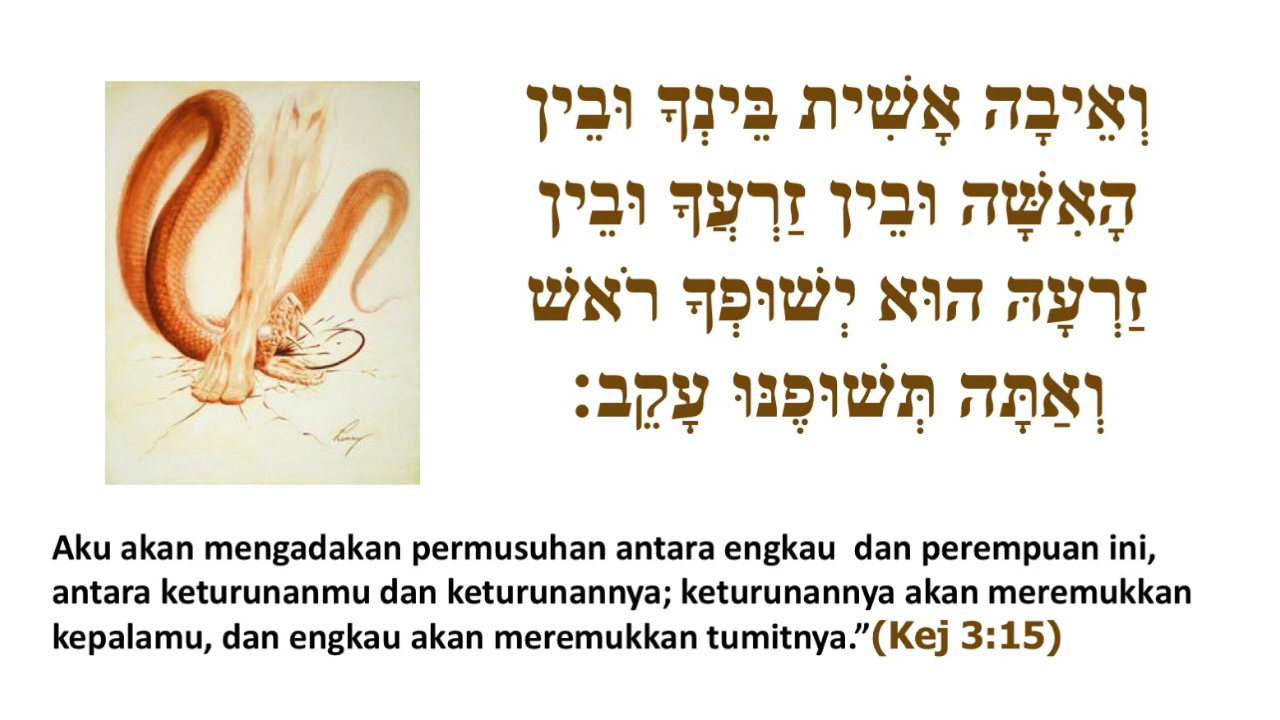 וְאֵיבָה אָשִׁית בֵּינְךָ וּבֵין
הָאִשָּׁה וּבֵין זַרְעֲךָ וּבֵין
זַרְעָהּ הוּא יְשׁוּפְךָ רֹאשׁ
וְאַתָּה תְּשׁוּפֶנּוּ עָקֵב׃
Aku akan mengadakan permusuhan antara engkau  dan perempuan ini,
antara keturunanmu dan keturunannya; keturunannya akan meremukkan
kepalamu, dan engkau akan meremukkan tumitnya.”(Kej 3:15)